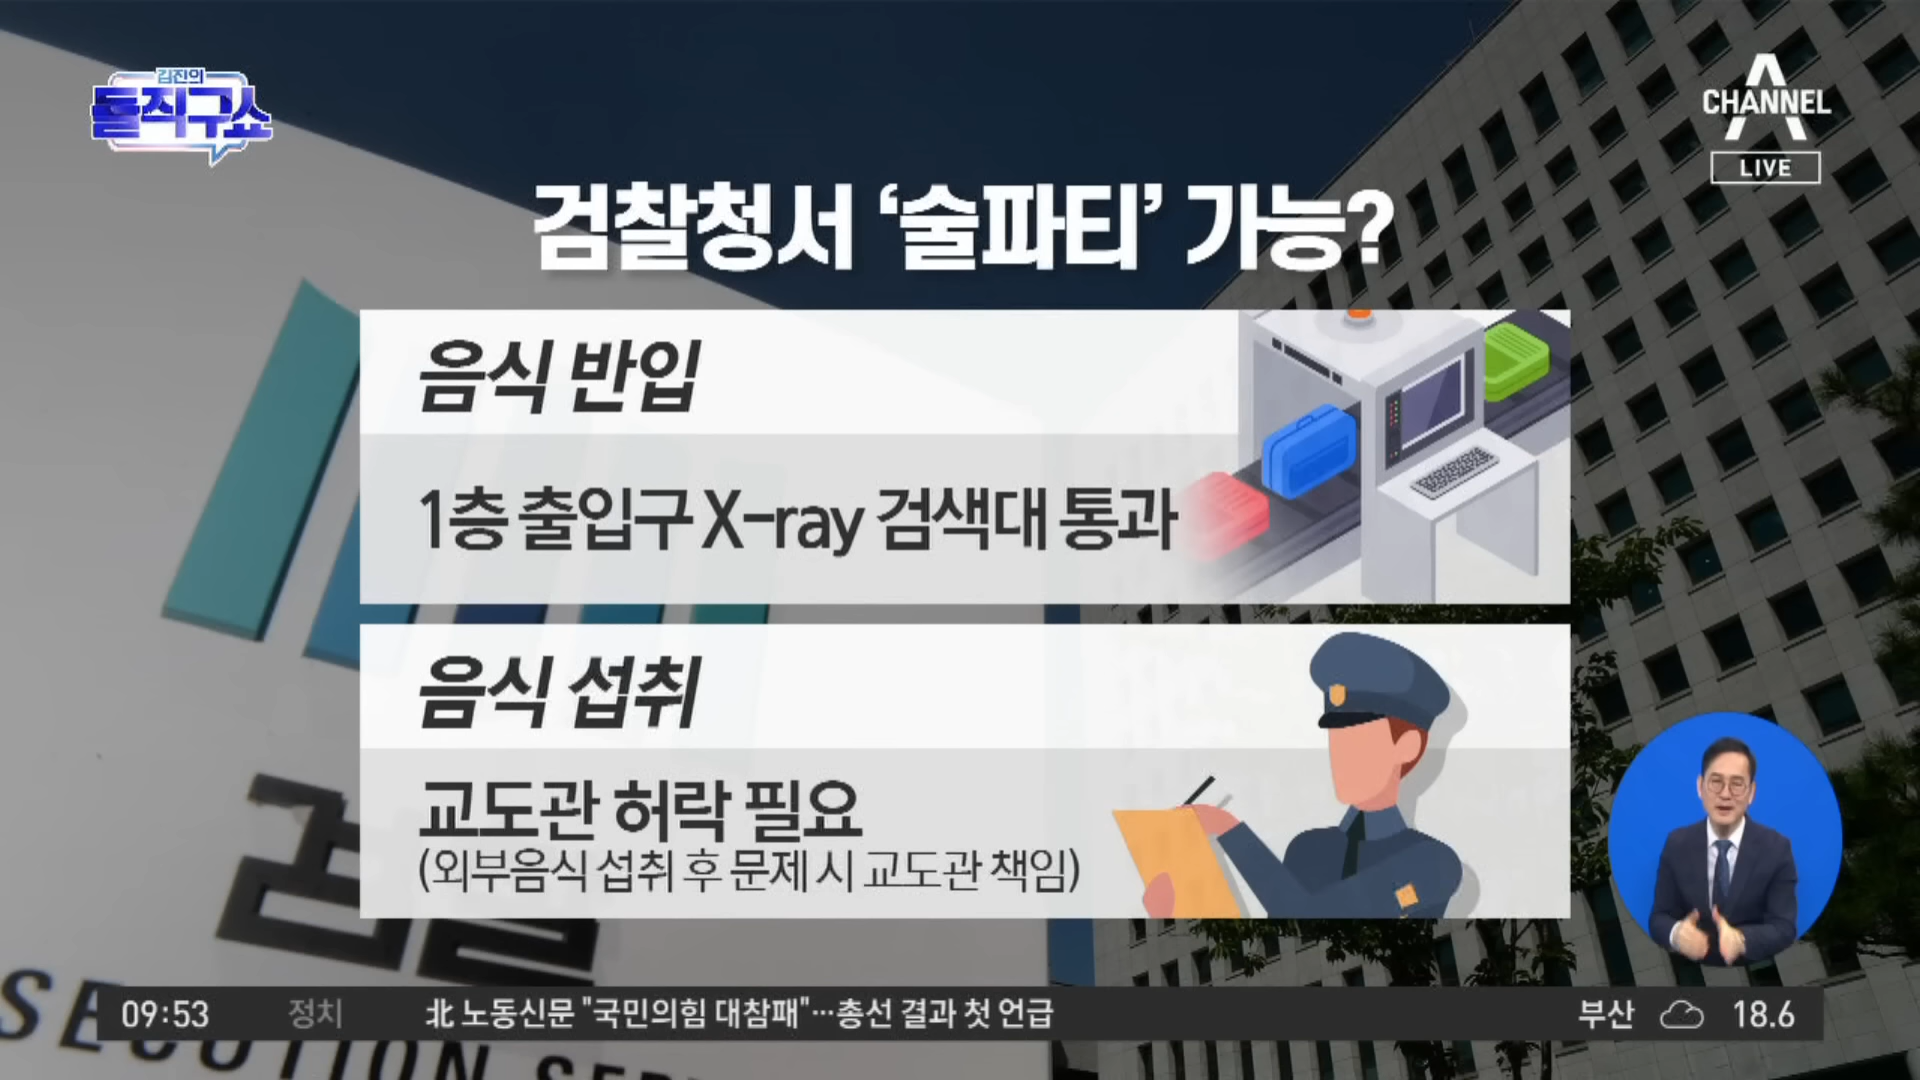 김진의
돌직구쇼
CHANNEL A
LIVE
검찰청서 ‘술파티’ 가능?
음식 반입
1층 출입구 X-ray 검색대 통과
음식 섭취
교도관 허락 필요
(외부음식 섭취 후 문제 시 교도관 책임)
검찰
SECUTION SER
09:53 정치 北 노동신문 "국민의힘 대참패"…총선 결과 첫 언급 부산 18.6